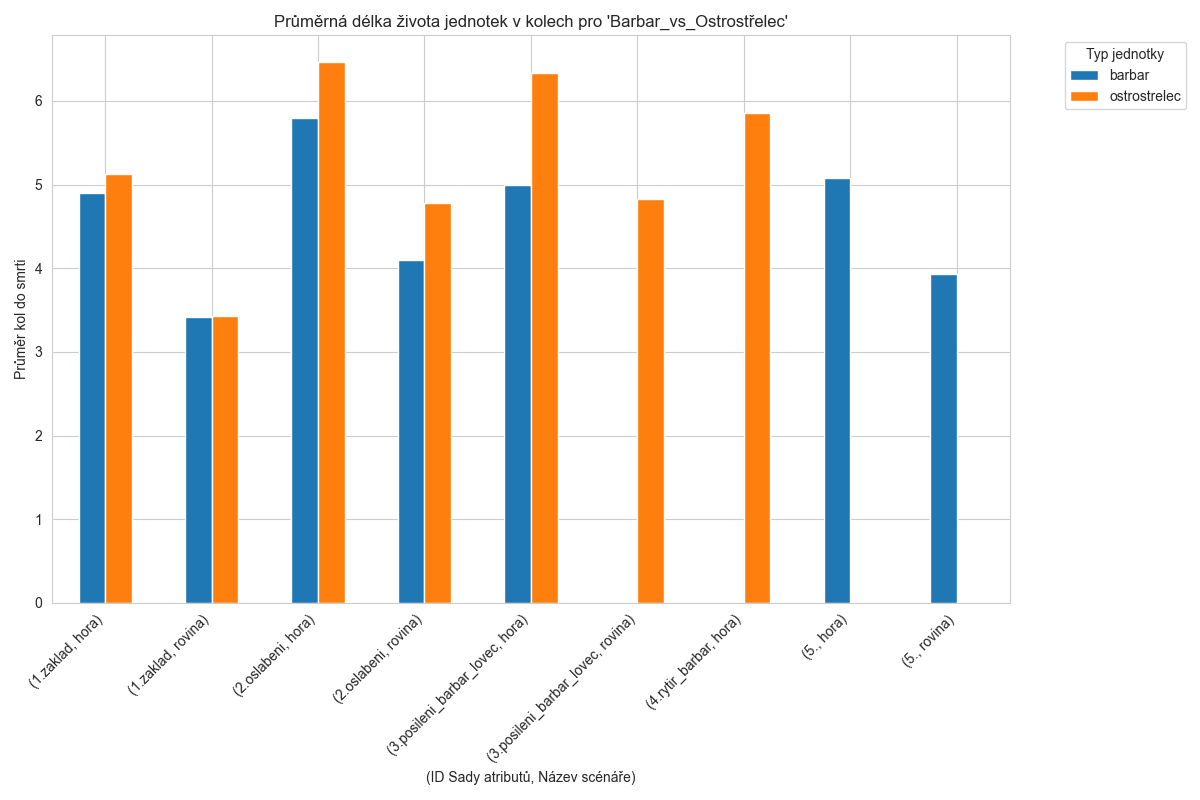 Průměrná délka života jednotek v kolech pro 'Barbar_vs_Ostrostřelec'
Typ jednotky
barbar
ostrostrelec
Průměr kol do smrti
6
5
4
3
2
1
0
(1.zaklad, hora)
(1.zaklad, rovina)
(2.oslabeni, hora)
(2.oslabeni, rovina)
(3.posileni_barbar_lovec, hora)
(3.posileni_barbar_lovec, rovina)
(4.rytir_barbar, hora)
(5., hora)
(5., rovina)
(ID Sady atributů, Název scénáře)